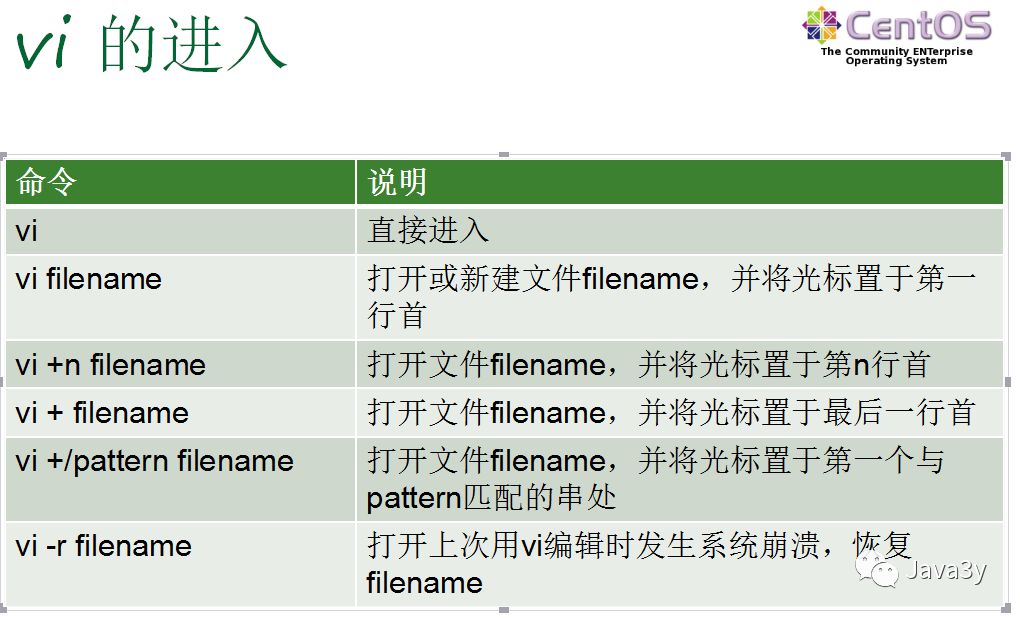 vi 的进入
CentOS
The Community ENTerprise
Operating System
命令
说明
vi
直接进入
vi filename
打开或新建文件filename，并将光标置于第一
行首
vi +n filename
打开文件filename，并将光标置于第n行首
vi + filename
打开文件filename，并将光标置于最后一行首
vi +/pattern filename
打开文件filename，并将光标置于第一个与
pattern匹配的串处
vi -r filename
打开上次用vi编辑时发生系统崩溃，恢复
filename
Java3y